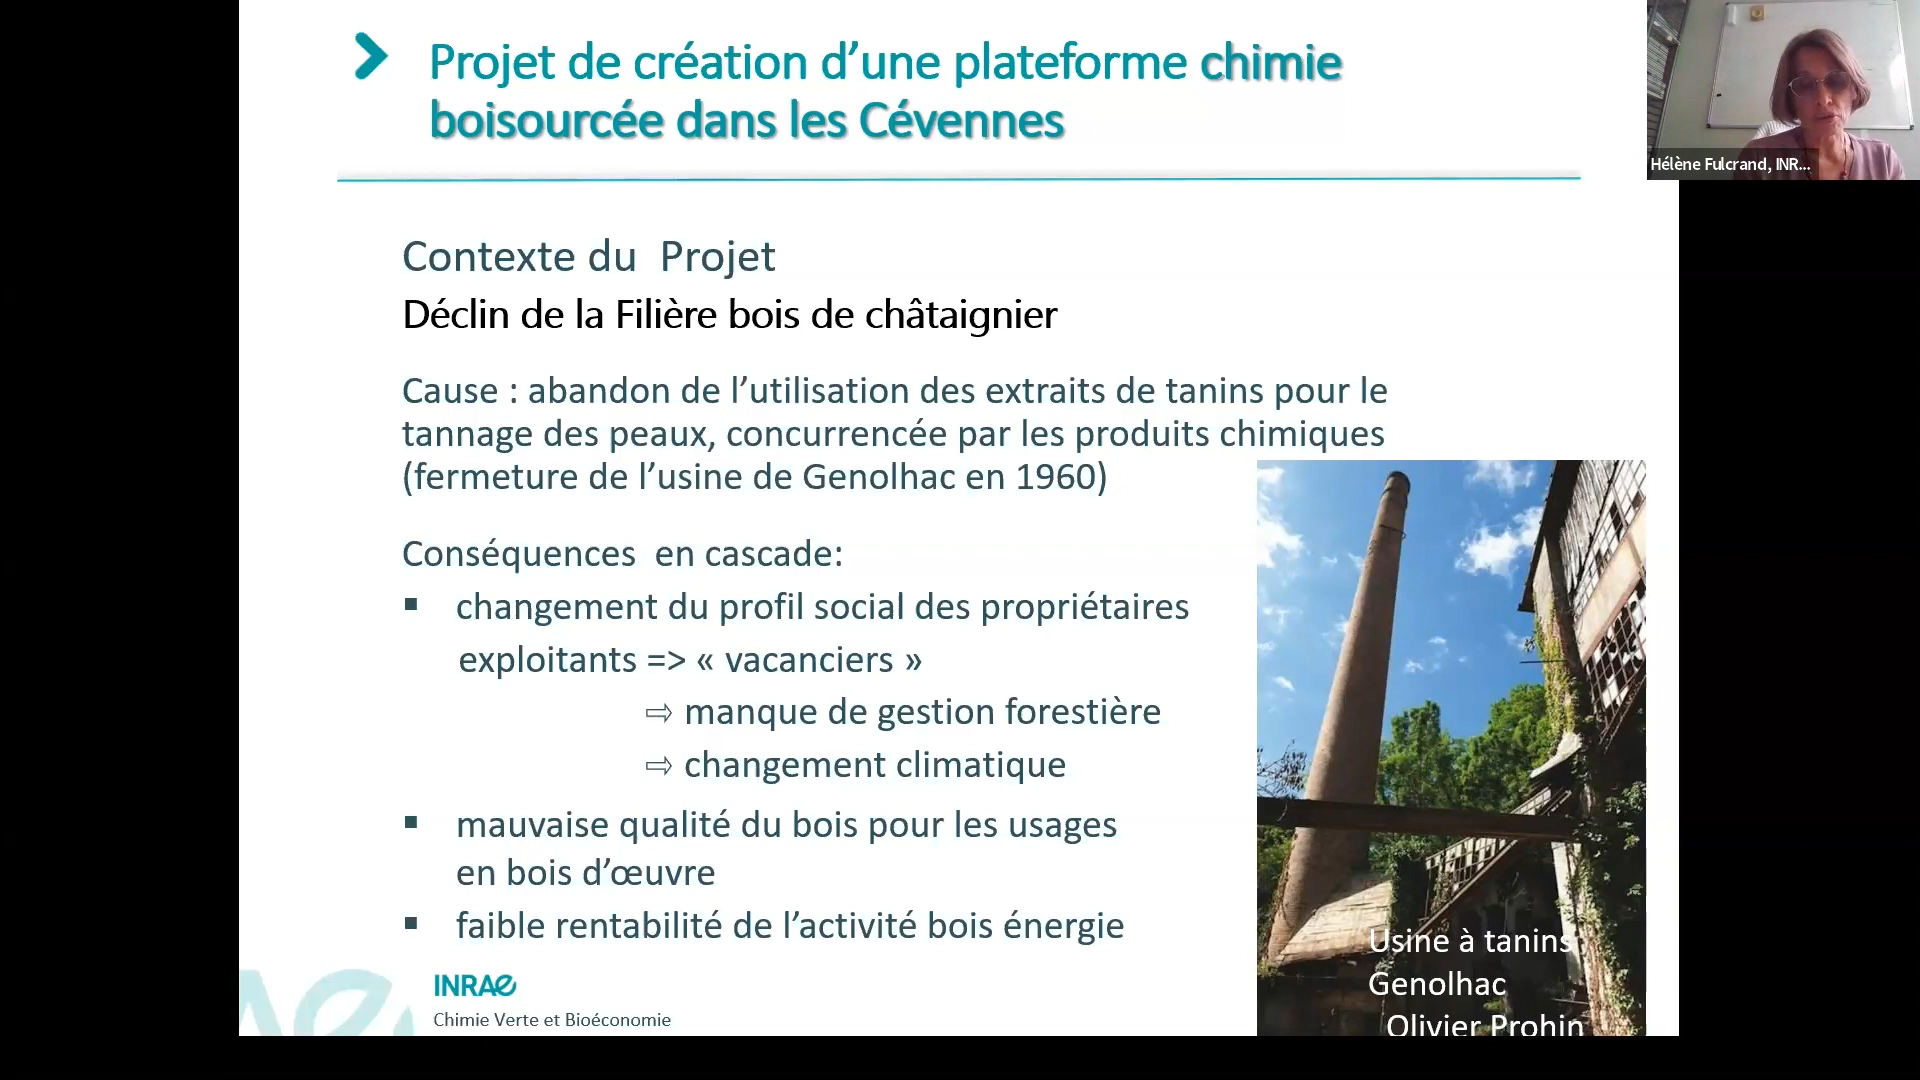 Projet de création d’une plateforme chimie
boisourcée dans les Cévennes
Hélène Fulcrand, INR...
Contexte du Projet
Déclin de la Filière bois de châtaignier
Cause : abandon de l’utilisation des extraits de tanins pour le
tannage des peaux, concurrencée par les produits chimiques
(fermeture de l’usine de Genolhac en 1960)
Conséquences en cascade:
▪ changement du profil social des propriétaires
exploitants => « vacanciers »
⇨ manque de gestion forestière
⇨ changement climatique
▪ mauvaise qualité du bois pour les usages
en bois d’œuvre
▪ faible rentabilité de l’activité bois énergie
Usine à tanins
Genolhac
Olivier Prohin
INRAE
Chimie Verte et Bioéconomie